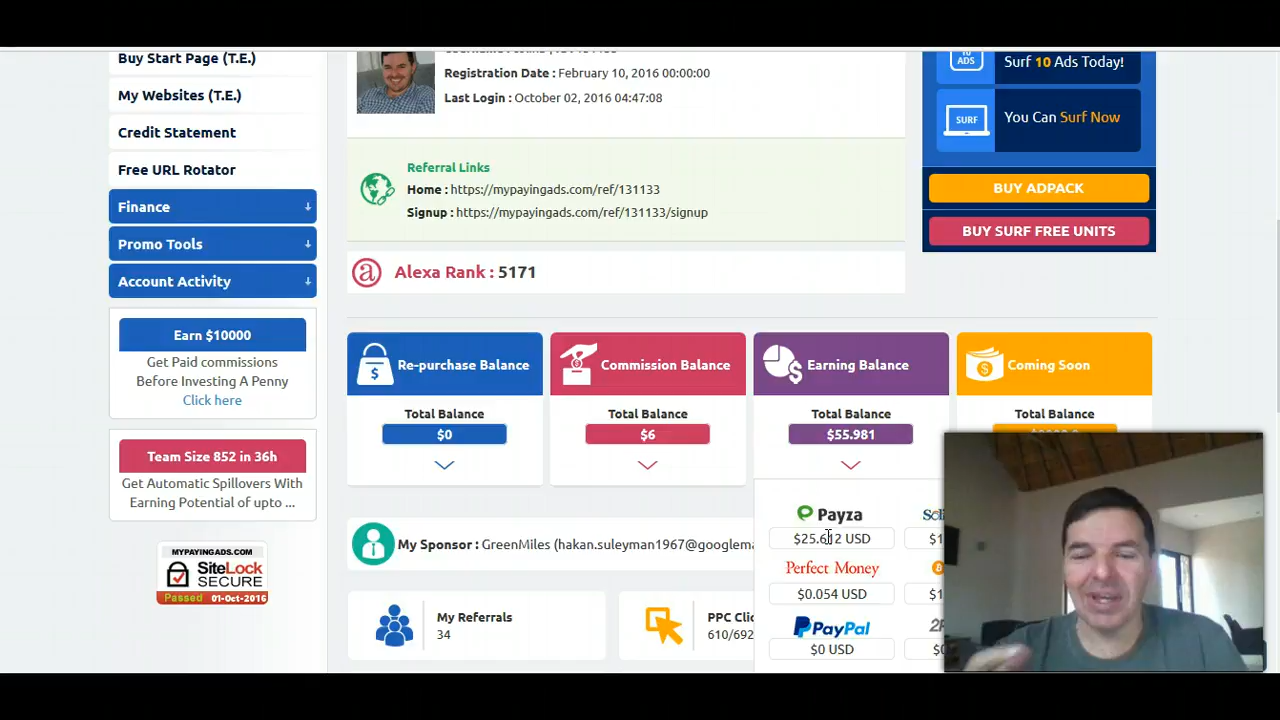 Buy Start Page (T.E.)
My Websites (T.E.)
Credit Statement
Free URL Rotator
Finance
Promo Tools
Account Activity
Earn $10000
Get Paid commissions
Before Investing A Penny
Click here
Team Size 852 in 36h
Get Automatic Spillovers With
Earning Potential of upto ...
MYPAYINGADS.COM
SiteLock
SECURE
Passed 01-Oct-2016
Registration Date : February 10, 2016 00:00:00
Last Login : October 02, 2016 04:47:08
Referral Links
Home : https://mypayingads.com/ref/131133
Signup : https://mypayingads.com/ref/131133/signup
Alexa Rank : 5171
10
ADS
Surf 10 Ads Today!
SURF
You Can Surf Now
BUY ADPACK
BUY SURF FREE UNITS
Re-purchase Balance
Total Balance
$0
Commission Balance
Total Balance
$6
Earning Balance
Total Balance
$55.981
Coming Soon
Total Balance
Payza
USD
Perfect Money
$0.054 USD
PayPal
$0 USD
My Sponsor : GreenMiles
My Referrals
34
PPC
610/692